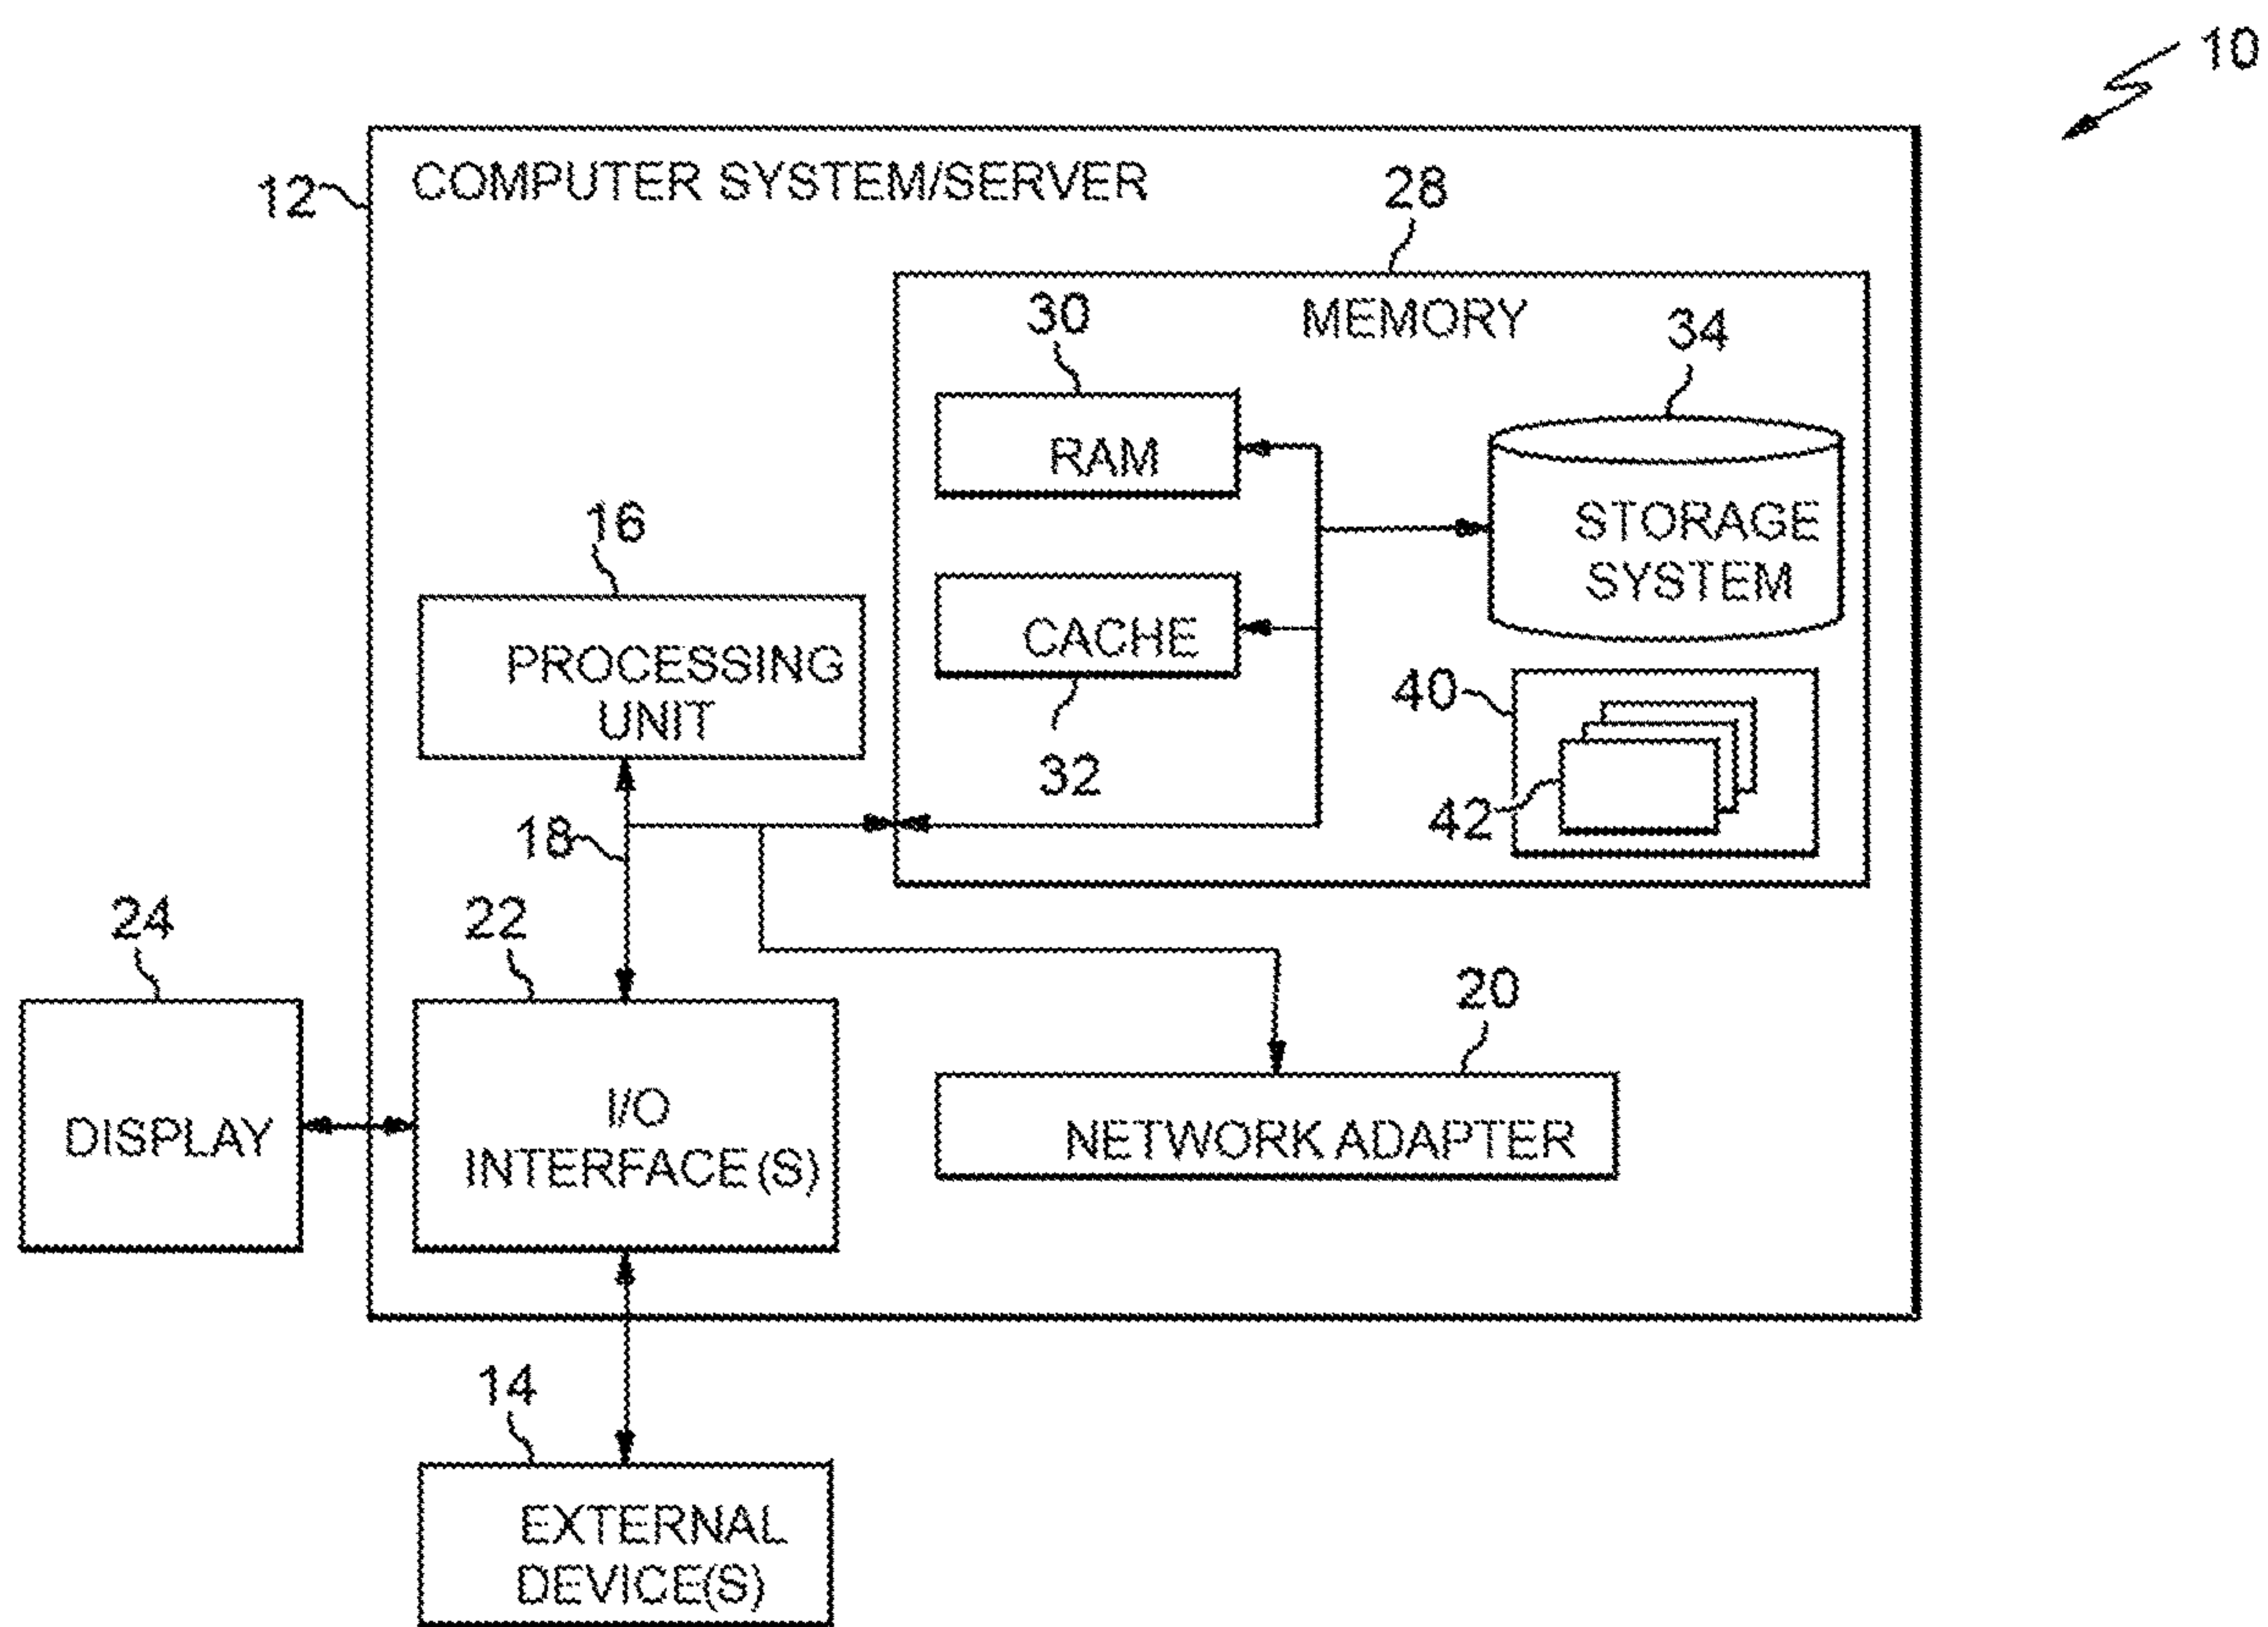 10
12
COMPUTER SYSTEM/SERVER
28
MEMORY
30
34
RAM
STORAGE
SYSTEM
16
PROCESSING
UNIT
CACHE
32
40
42
18
24
22
20
DISPLAY
I/O
INTERFACE(S)
NETWORK ADAPTER
14
EXTERNAL
DEVICE(S)